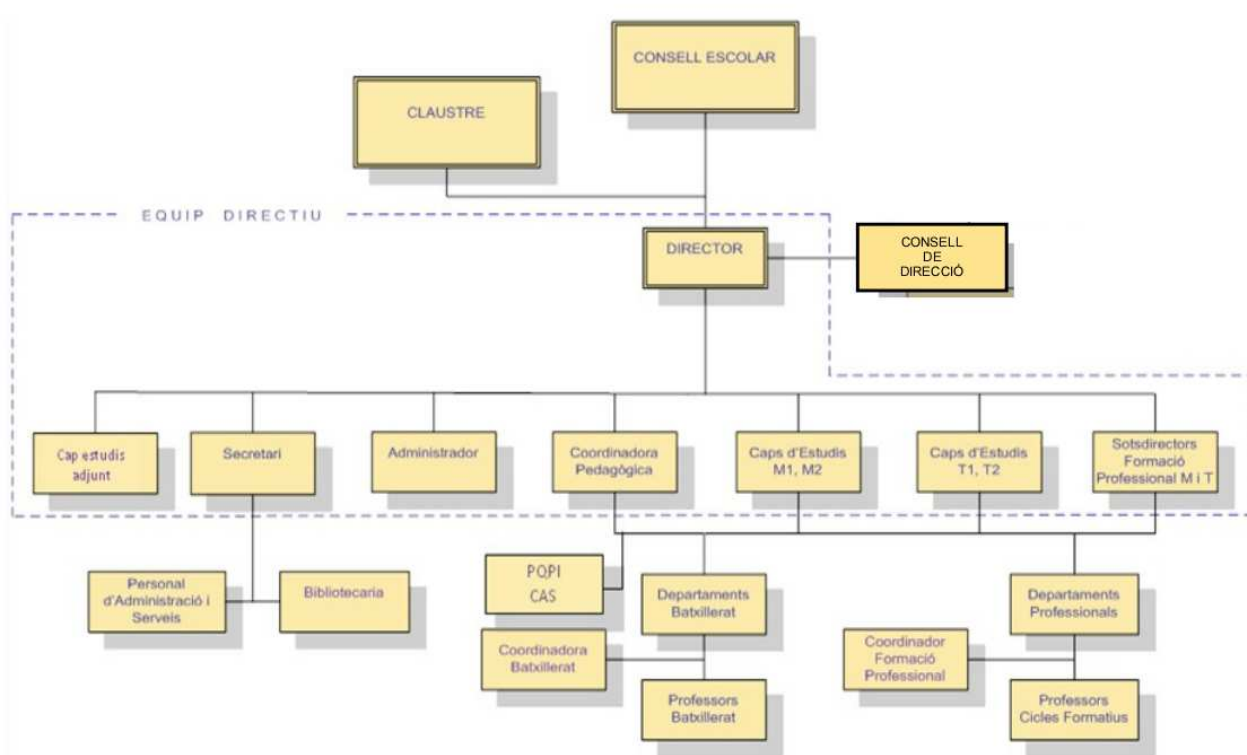 CONSELL ESCOLAR
CLAUSTRE
EQUIP DIRECTIU
DIRECTOR
CONSELL
DE
DIRECCIÓ
Cap estudis
adjunt
Secretari
Administrador
Coordinadora
Pedagògica
Caps d'Estudis
M1, M2
Caps d'Estudis
T1, T2
Sotsdirectors
Formació
Professional M i T
Personal
d'Administració i
Serveis
Bibliotecaria
PQPI
CAS
Departaments
Batxillerat
Departaments
Professionals
Coordinadora
Batxillerat
Coordinador
Formació
Professional
Professors
Batxillerat
Professors
Cicles Formatius